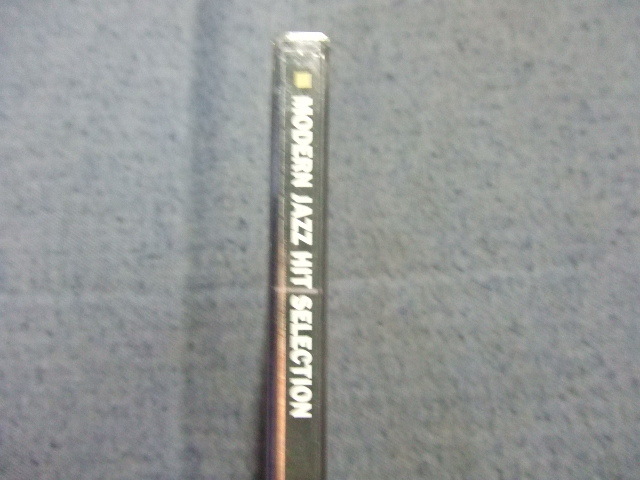 MODERN JAZZ HIT SELECTION